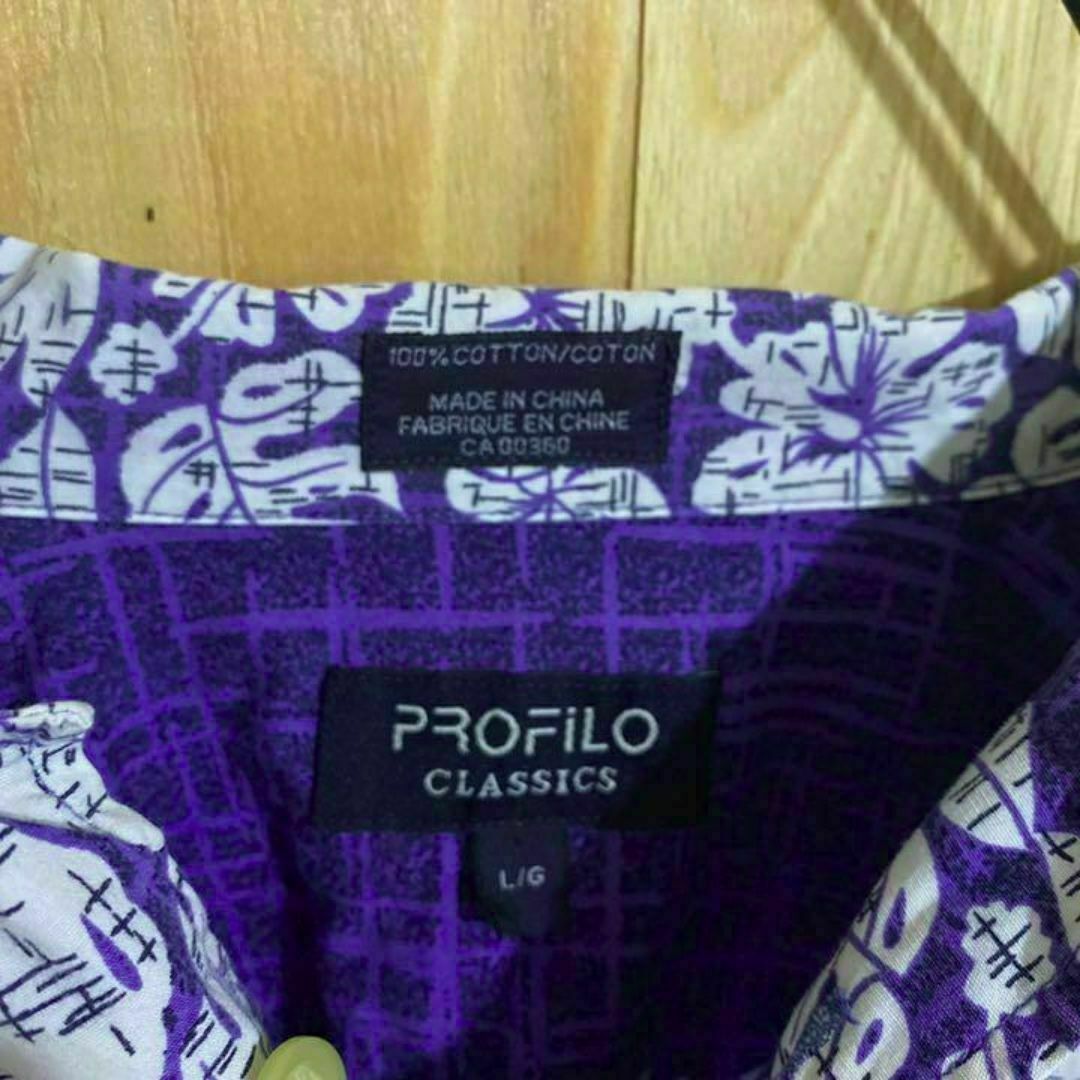 100% COTTON/COTON
MADE IN CHINA
FABRIQUE EN CHINE
CA 00360
PROFiLO
CLASSICS
L/G